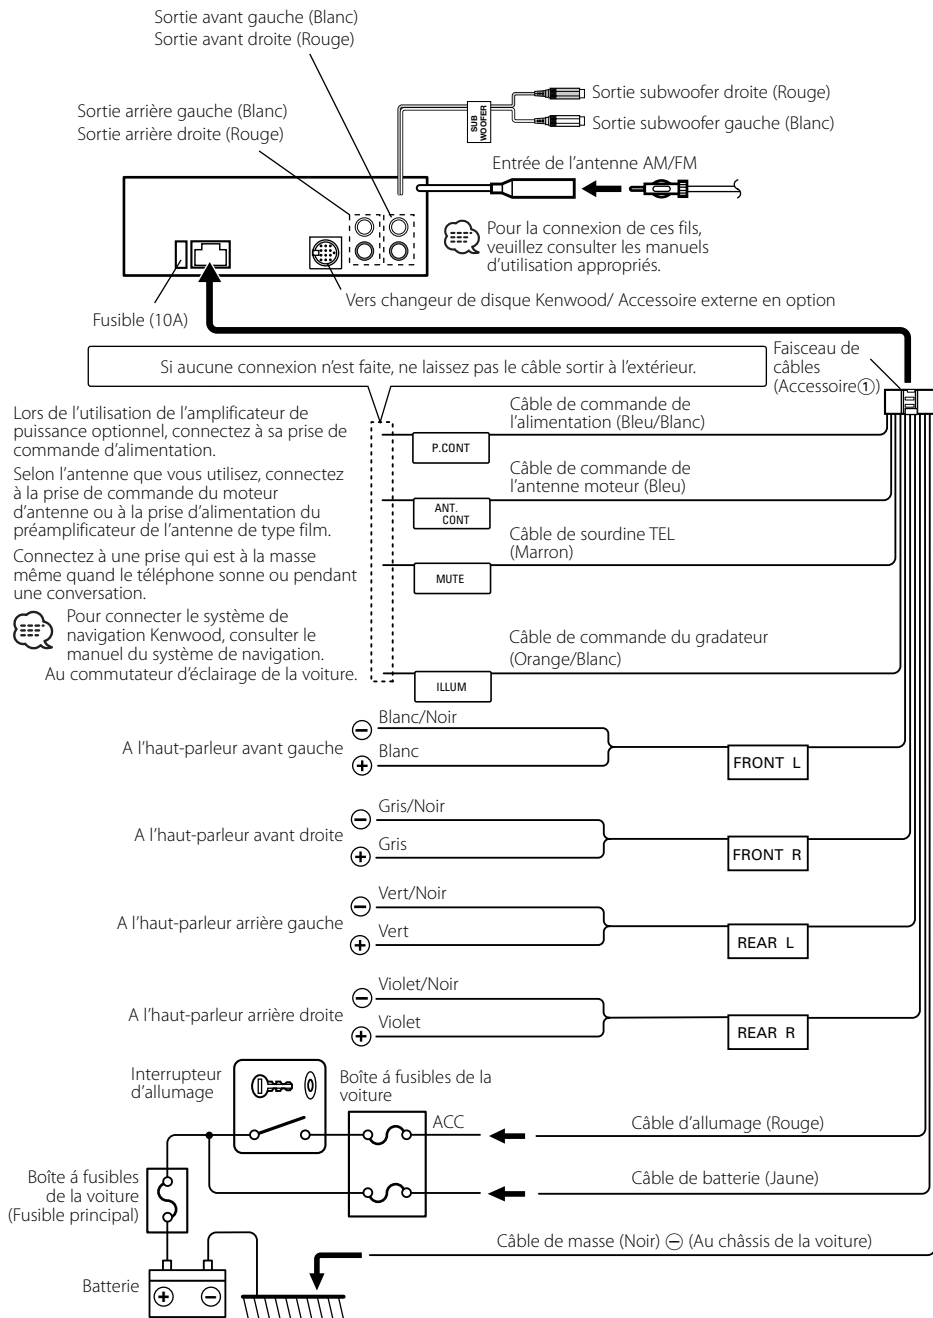 Sortie avant gauche (Blanc)
Sortie avant droite (Rouge)
Sortie arrière gauche (Blanc)
Sortie arrière droite (Rouge)
SUB WOOFER
Sortie subwoofer droite (Rouge)
Sortie subwoofer gauche (Blanc)
Entrée de l’antenne AM/FM
Pour la connexion de ces fils,
veuillez consulter les manuels
d’utilisation appropriés.
Vers changeur de disque Kenwood/ Accessoire externe en option
Fusible (10A)
Faisceau de
câbles
(Accessoire①)
Si aucune connexion n’est faite, ne laissez pas le câble sortir à l’extérieur.
Lors de l’utilisation de l’amplificateur de
puissance optionnel, connectez à sa prise de
commande d’alimentation.
Câble de commande de
l’alimentation (Bleu/Blanc)
P.CONT
Selon l’antenne que vous utilisez, connectez
à la prise de commande du moteur
d’antenne ou à la prise d’alimentation du
préamplificateur de l’antenne de type film.
Câble de commande de
l’antenne moteur (Bleu)
ANT.
CONT
Connectez à une prise qui est à la masse
même quand le téléphone sonne ou pendant
une conversation.
Câble de sourdine TEL
(Marron)
MUTE
Pour connecter le système de
navigation Kenwood, consulter le
manuel du système de navigation.
Au commutateur d’éclairage de la voiture.
Câble de commande du gradateur
(Orange/Blanc)
ILLUM
A l’haut-parleur avant gauche
⊖ Blanc/Noir
⊕ Blanc
FRONT L
A l’haut-parleur avant droite
⊖ Gris/Noir
⊕ Gris
FRONT R
A l’haut-parleur arrière gauche
⊖ Vert/Noir
⊕ Vert
REAR L
A l’haut-parleur arrière droite
⊖ Violet/Noir
⊕ Violet
REAR R
Interrupteur
d’allumage
Boîte á fusibles de la
voiture
ACC
Câble d’allumage (Rouge)
Boîte á fusibles
de la voiture
(Fusible principal)
Câble de batterie (Jaune)
Câble de masse (Noir) ⊖ (Au châssis de la voiture)
Batterie
⊕ ⊖